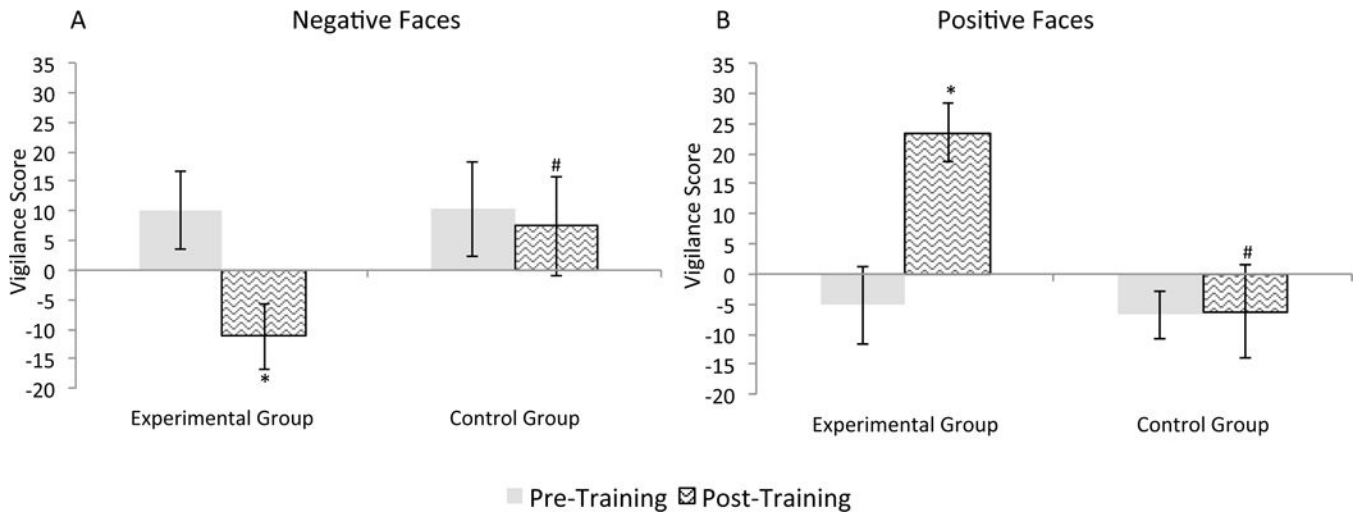 A
Negative Faces
Vigilance Score
35
30
25
20
15
10
5
0
-5
-10
-15
-20
*
#
Experimental Group
Control Group
B
Positive Faces
Vigilance Score
35
30
25
20
15
10
5
0
-5
-10
-15
-20
*
#
Experimental Group
Control Group
Pre-Training
Post-Training